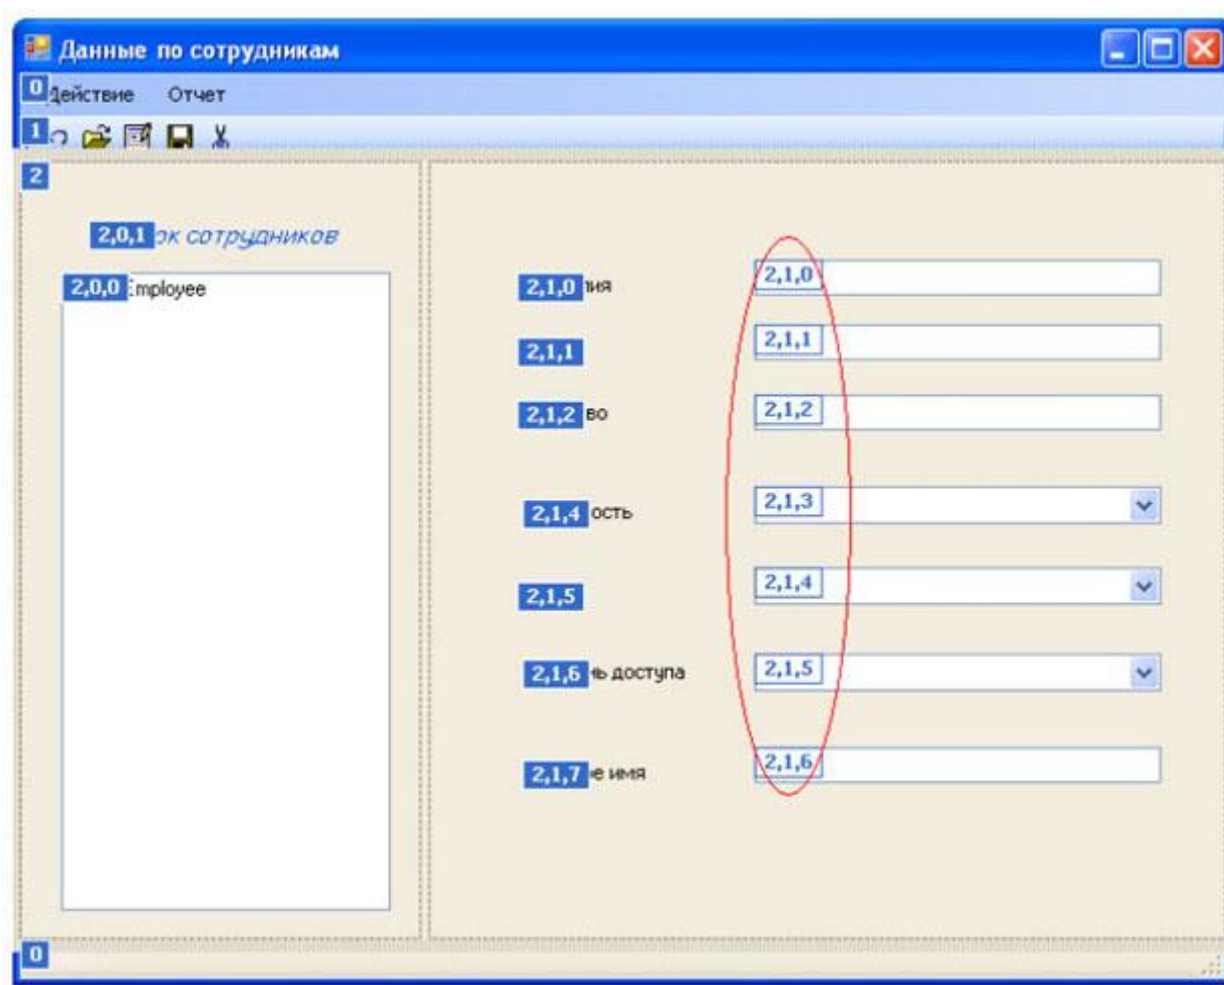 Данные по сотрудникам
0 Действие Отчет
1
2
2,0,1 ок сотрудников
2,0,0 Employee
2,1,0 лия 2,1,0
2,1,1 2,1,1
2,1,2 во 2,1,2
2,1,4 ость 2,1,3
2,1,5 2,1,4
2,1,6 нь доступа 2,1,5
2,1,7 е имя 2,1,6
0